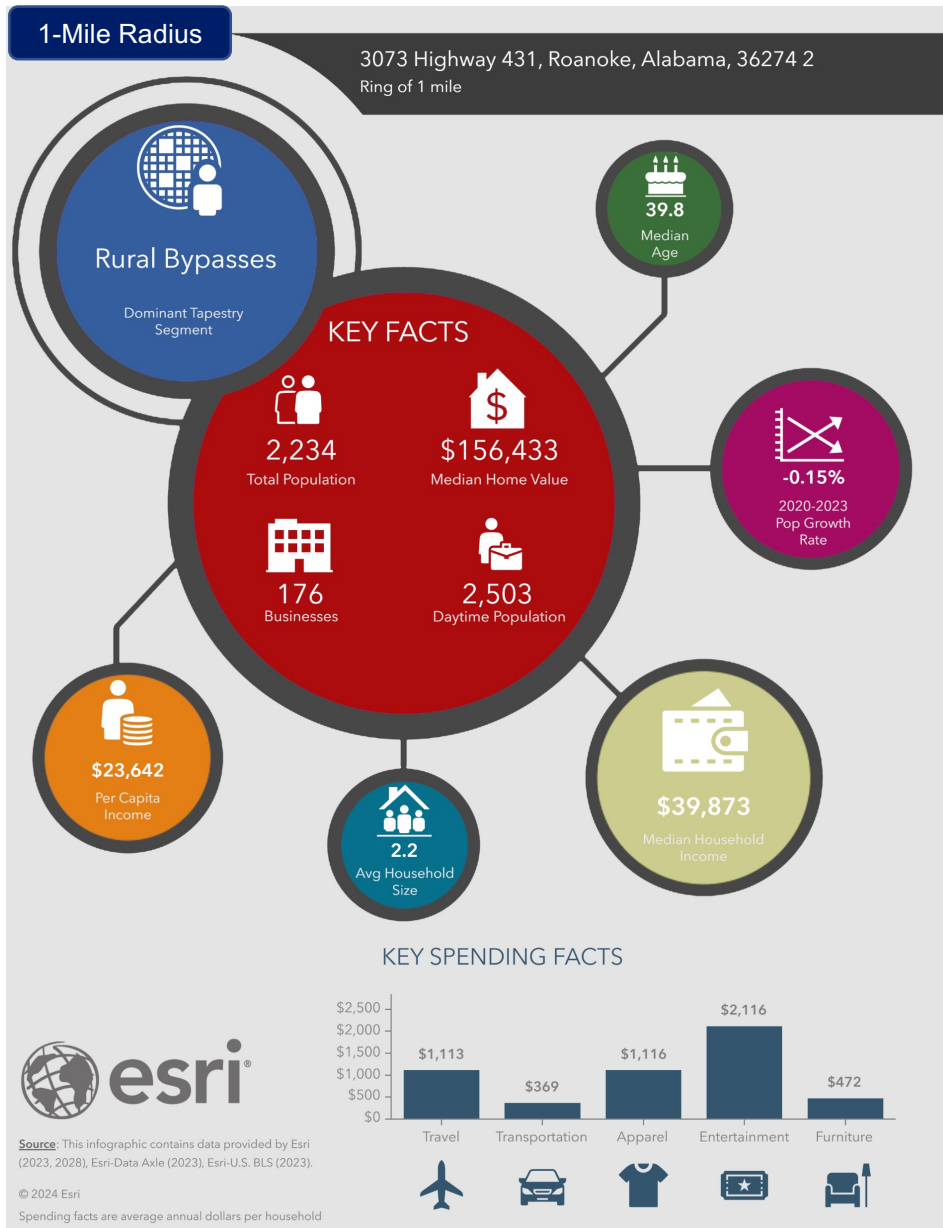 1-Mile Radius
3073 Highway 431, Roanoke, Alabama, 36274 2
Ring of 1 mile
Rural Bypasses
Dominant Tapestry
Segment
39.8
Median
Age
KEY FACTS
2,234
Total Population
$156,433
Median Home Value
176
Businesses
2,503
Daytime Population
-0.15%
2020-2023
Pop Growth
Rate
$23,642
Per Capita
Income
2.2
Avg Household
Size
$39,873
Median Household
Income
KEY SPENDING FACTS
$2,500
$2,000
$1,500
$1,000
$500
$0
$1,113
$369
$1,116
$2,116
$472
Travel
Transportation
Apparel
Entertainment
Furniture
esri®
Source: This infographic contains data provided by Esri
(2023, 2028), Esri-Data Axle (2023), Esri-U.S. BLS (2023).
© 2024 Esri
Spending facts are average annual dollars per household